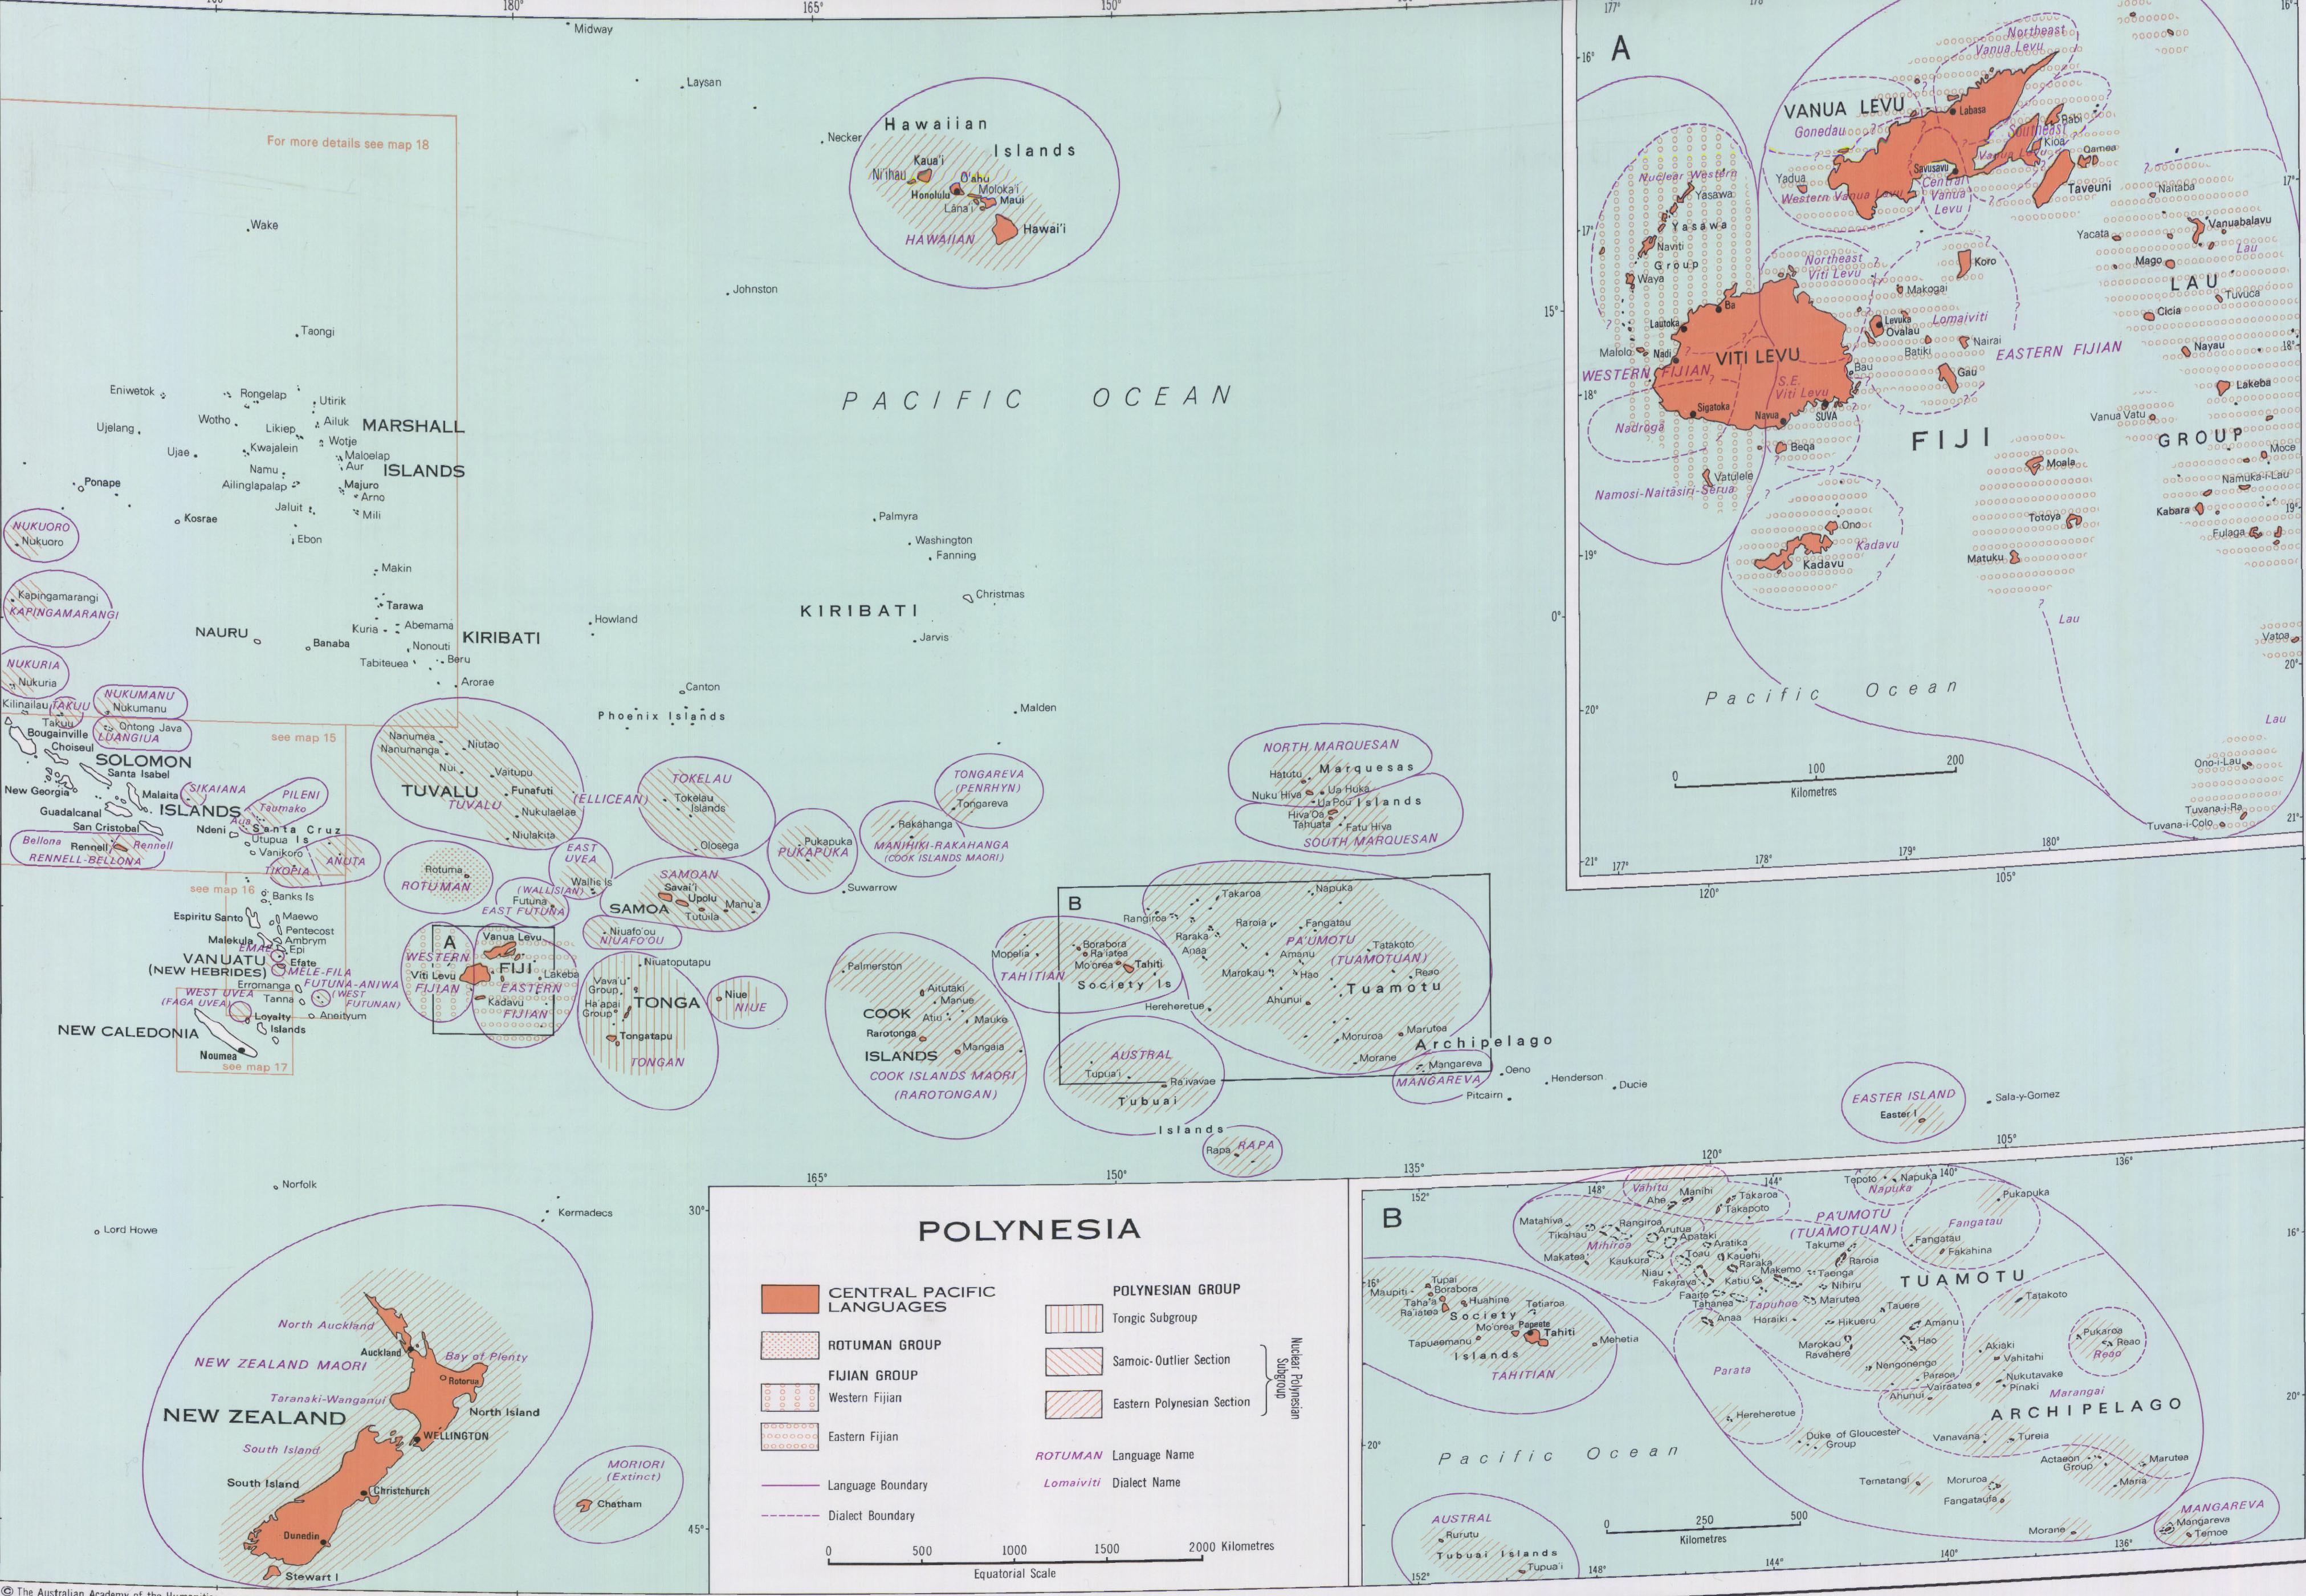 180°
165°
150°
Midway
Laysan
For more details see map 18
Necker
Hawaiian
Islands
Kaua'i
Ni'ihau
O'ahu
Honolulu
Moloka'i
Lāna'i
Maui
Hawai'i
HAWAIIAN
Wake
Johnston
Taongi
15°
PACIFIC OCEAN
Eniwetok
Rongelap
Utirik
Wotho
Ailuk
Likiep
MARSHALL
Ujelang
Wotje
Kwajalein
Ujae
Maloelap
Namu
Aur
ISLANDS
Ailinglapalap
Majuro
Arno
Ponape
Jaluit
Mili
Kosrae
Ebon
NUKUORO
Nukuoro
Palmyra
Washington
Fanning
Makin
Kapingamarangi
KAPINGAMARANGI
Tarawa
Christmas
KIRIBATI
Howland
0°
Kuria
Abemama
NAURU
Banaba
KIRIBATI
Nonouti
Jarvis
Tabiteuea
Beru
Arorae
NUKURIA
Nukuria
NUKUMANU
Nukumanu
Canton
Phoenix Islands
Malden
Kilinailau
TAKUU
Takuu
Ontong Java
LUANGIUA
Bougainville
Choiseul
see map 15
SOLOMON
Santa Isabel
New Georgia
Malaita
SIKAIANA
PILENI
Taumako
ISLANDS
Guadalcanal
Aua
San Cristobal
Ndeni
Santa Cruz
Utupua Is
Vanikoro
Bellona
Rennell
Rennell
RENNELL-BELLONA
ANUTA
TIKOPIA
Nanumea
Nanumanga
Niutao
Nui
Vaitupu
TUVALU
Funafuti
TUVALU
(ELLICEAN)
Nukulaelae
Niulakita
TOKELAU
Tokelau
Islands
Olosega
TONGAREVA
(PENRHYN)
Tongareva
Rakahanga
MANIHIKI-RAKAHANGA
(COOK ISLANDS MAORI)
Pukapuka
PUKAPUKA
Suwarrow
NORTH MARQUESAN
Hatutu
Marquesas
Nuku Hiva
Ua Huka
Ua Pou
Islands
Hiva Oa
Tahuata
Fatu Hiva
SOUTH MARQUESAN
see map 16
Banks Is
Espiritu Santo
Maewo
Pentecost
Malekula
Ambrym
EMAE
Epi
VANUATU
(NEW HEBRIDES)
Efate
MELE-FILA
Erromanga
FUTUNA-ANIWA
(WEST
FUTUNAN)
WEST UVEA
(FAGA UVEA)
Tanna
Aneityum
Loyalty
Islands
NEW CALEDONIA
Noumea
see map 17
Rotuma
ROTUMAN
EAST
UVEA
Wallis Is
(WALLISIAN)
Futuna
EAST FUTUNA
SAMOAN
Savai'i
Upolu
SAMOA
Tutuila
Manu'a
Niuafo'ou
NIUAFO'OU
A
Vanua Levu
WESTERN
FIJIAN
Viti Levu
FIJI
Lakeba
EASTERN
FIJIAN
Kadavu
Niuatoputapu
Vava'u
Group
Ha'apai
Group
TONGA
Tongatapu
TONGAN
Niue
NIUE
Palmerston
Aitutaki
Manue
COOK
Atiu
Mauke
Rarotonga
ISLANDS
Mangaia
COOK ISLANDS MAORI
(RAROTONGAN)
B
Takaroa
Napuka
Rangiroa
Raroia
Fangatau
Raraka
Anaa
PA'UMOTU
(TUAMOTUAN)
Tatakoto
Amanu
Marokau
Hao
Reao
Tuamotu
Ahunui
Hereheretue
Mopelia
Borabora
Ra'iatea
Mo'orea
Tahiti
TAHITIAN
Society Is
Moruroa
Marutea
Archipelago
Morane
Mangareva
MANGAREVA
Oeno
Henderson
Ducie
Pitcairn
AUSTRAL
Tupua'i
Ra'ivavae
Tubuai
Islands
Rapa
RAPA
EASTER ISLAND
Easter I
Sala-y-Gomez
105°
120°
135°
150°
165°
Norfolk
Lord Howe
Kermadecs
30°
45°
North Auckland
Auckland
Bay of Plenty
NEW ZEALAND MAORI
Rotorua
Taranaki-Wanganui
North Island
NEW ZEALAND
WELLINGTON
South Island
South Island
Christchurch
Dunedin
Stewart I
MORIORI
(Extinct)
Chatham
POLYNESIA
CENTRAL PACIFIC
LANGUAGES
ROTUMAN GROUP
FIJIAN GROUP
Western Fijian
Eastern Fijian
Language Boundary
Dialect Boundary
POLYNESIAN GROUP
Tongic Subgroup
Samoic-Outlier Section
Eastern Polynesian Section
Nuclear Polynesian
Subgroup
ROTUMAN Language Name
Lomaiviti Dialect Name
0 500 1000 1500 2000 Kilometres
Equatorial Scale
A
177°
16°
Northeast
Vanua Levu
VANUA LEVU
Labasa
Gonedau
Rabi
Southeast
Vanua Levu
Kioa
Qamea
Savusavu
Yadua
Western Vanua Levu
Central
Vanua
Levu
Taveuni
17°
Nuclear Western
Yasawa
Yasawa
Naviti
Group
Waya
17°
Northeast
Viti Levu
Koro
Makogai
Naitaba
Yacata
Vanuabalavu
Lau
Mago
LAU
Tuvuca
Cicia
Ba
Lautoka
Levuka
Ovalau
Lomaiviti
Nairai
Batiki
Malolo
Nadi
VITI LEVU
EASTERN FIJIAN
Nayau
18°
WESTERN FIJIAN
Bau
Gau
S.E.
Viti Levu
Lakeba
18°
Sigatoka
Navua
SUVA
Vanua Vatu
Nadroga
Beqa
FIJI
GROUP
Moce
Moala
Vatulele
Namuka-i-Lau
Namosi-Naitāsiri-Serua
Kabara
19°
Totoya
Ono
Fulaga
Kadavu
Kadavu
Matuku
19°
Lau
Vatoa
20°
Pacific Ocean
20°
Lau
0 100 200
Kilometres
Ono-i-Lau
Tuvana-i-Ra
Tuvana-i-Colo
21°
21°
177°
178°
179°
180°
120°
105°
B
152°
148°
144°
140°
136°
Vahitu
Ahe
Manihi
Takaroa
Takapoto
Tepoto
Napuka
Napuka
Pukapuka
Matahiva
Tikahau
Rangiroa
Arutua
Apataki
Mihiroa
Makatea
Kaukura
Toau
Aratika
Kauehi
Niau
Raraka
Fakarava
Katiu
Makemo
Faaite
Tahanea
PA'UMOTU
(TUAMOTUAN)
Takume
Raroia
Taenga
Nihiru
Fangatau
Fangatau
Fakahina
16°
16°
TUAMOTU
Tapuhoe
Marutea
Tauere
Tatakoto
Anaa
Haraiki
Hikueru
Amanu
Marokau
Hao
Ravahere
Akiaki
Vahitahi
Pukaroa
Reao
Reao
Nengonengo
Paraoa
Nukutavake
Vairaatea
Pinaki
Ahunui
Parata
Marangai
20°
ARCHIPELAGO
Tupai
Borabora
Maupiti
Taha'a
Huahine
Ra'iatea
Society
Tetiaroa
Mo'orea
Papeete
Tahiti
Tapuaemanu
Mehetia
Islands
TAHITIAN
Hereheretue
Duke of Gloucester
Group
Vanavana
Tureia
20°
Pacific Ocean
Actaeon
Group
Marutea
Maria
Tematangi
Moruroa
Fangataufa
0 250 500
Kilometres
Morane
MANGAREVA
Mangareva
Temoe
AUSTRAL
Rurutu
Tubuai Islands
Tupua'i
152°
148°
144°
140°
136°